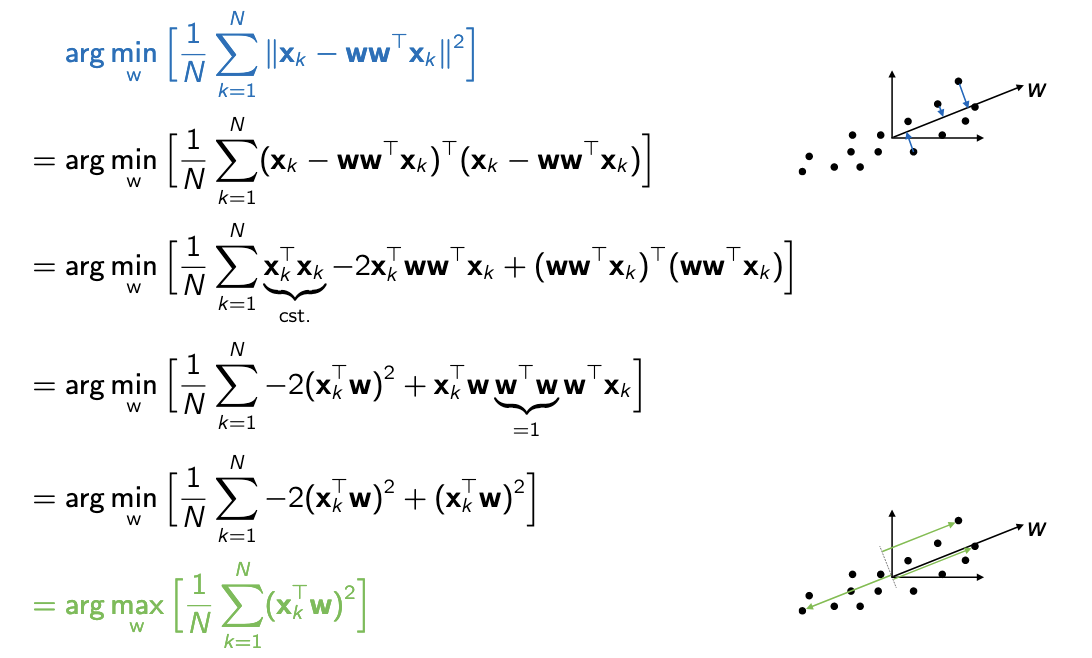 arg min_w [ 1/N ∑_{k=1}^{N} ‖x_k − ww^⊤x_k‖² ]
W
= arg min_w [ 1/N ∑_{k=1}^{N} (x_k − ww^⊤x_k)^⊤(x_k − ww^⊤x_k) ]
= arg min_w [ 1/N ∑_{k=1}^{N} x_k^⊤x_k −2x_k^⊤ww^⊤x_k + (ww^⊤x_k)^⊤(ww^⊤x_k) ]
cst.
= arg min_w [ 1/N ∑_{k=1}^{N} −2(x_k^⊤w)² + x_k^⊤w w^⊤w w^⊤x_k ]
=1
= arg min_w [ 1/N ∑_{k=1}^{N} −2(x_k^⊤w)² + (x_k^⊤w)² ]
W
= arg max_w [ 1/N ∑_{k=1}^{N} (x_k^⊤w)² ]